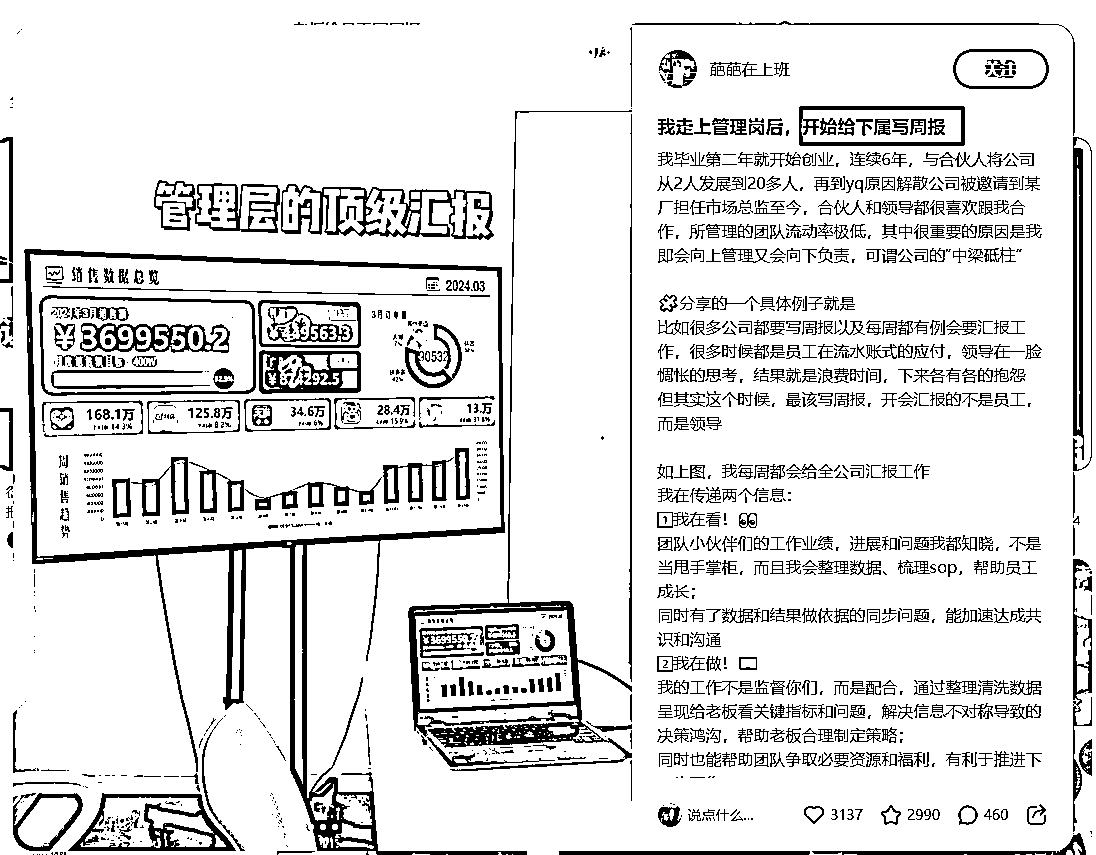 管理层的顶级汇报
销售数据总览
2024.03
2024年3月销售额
¥3699550.2
400W
3月订单量
30532
168.1万
125.8万
34.6万
28.4万
13.万
周销售趋势
葩葩在上班
关注
我走上管理岗后，开始给下属写周报
我毕业第二年就开始创业，连续6年，与合伙人将公司
从2人发展到20多人，再到yq原因解散公司被邀请到某
厂担任市场总监至今，合伙人和领导都很喜欢跟我合
作，所管理的团队流动率极低，其中很重要的原因是我
即会向上管理又会向下负责，可谓公司的"中梁砥柱"
分享的一个具体例子就是
比如很多公司都要写周报以及每周都有例会要汇报工
作，很多时候都是员工在流水账式的应付，领导在一脸
惆怅的思考，结果就是浪费时间，下来各有各的抱怨
但其实这个时候，最该写周报，开会汇报的不是员工，
而是领导
如上图，我每周都会给全公司汇报工作
我在传递两个信息：
1我在看！👀
团队小伙伴们的工作业绩，进展和问题我都知晓，不是
当甩手掌柜，而且我会整理数据、梳理sop，帮助员工
成长；
同时有了数据和结果做依据的同步问题，能加速达成共
识和沟通
2我在做！
我的工作不是监督你们，而是配合，通过整理清洗数据
呈现给老板看关键指标和问题，解决信息不对称导致的
决策鸿沟，帮助老板合理制定策略；
同时也能帮助团队争取必要资源和福利，有利于推进下
说点什么...
3137
2990
460